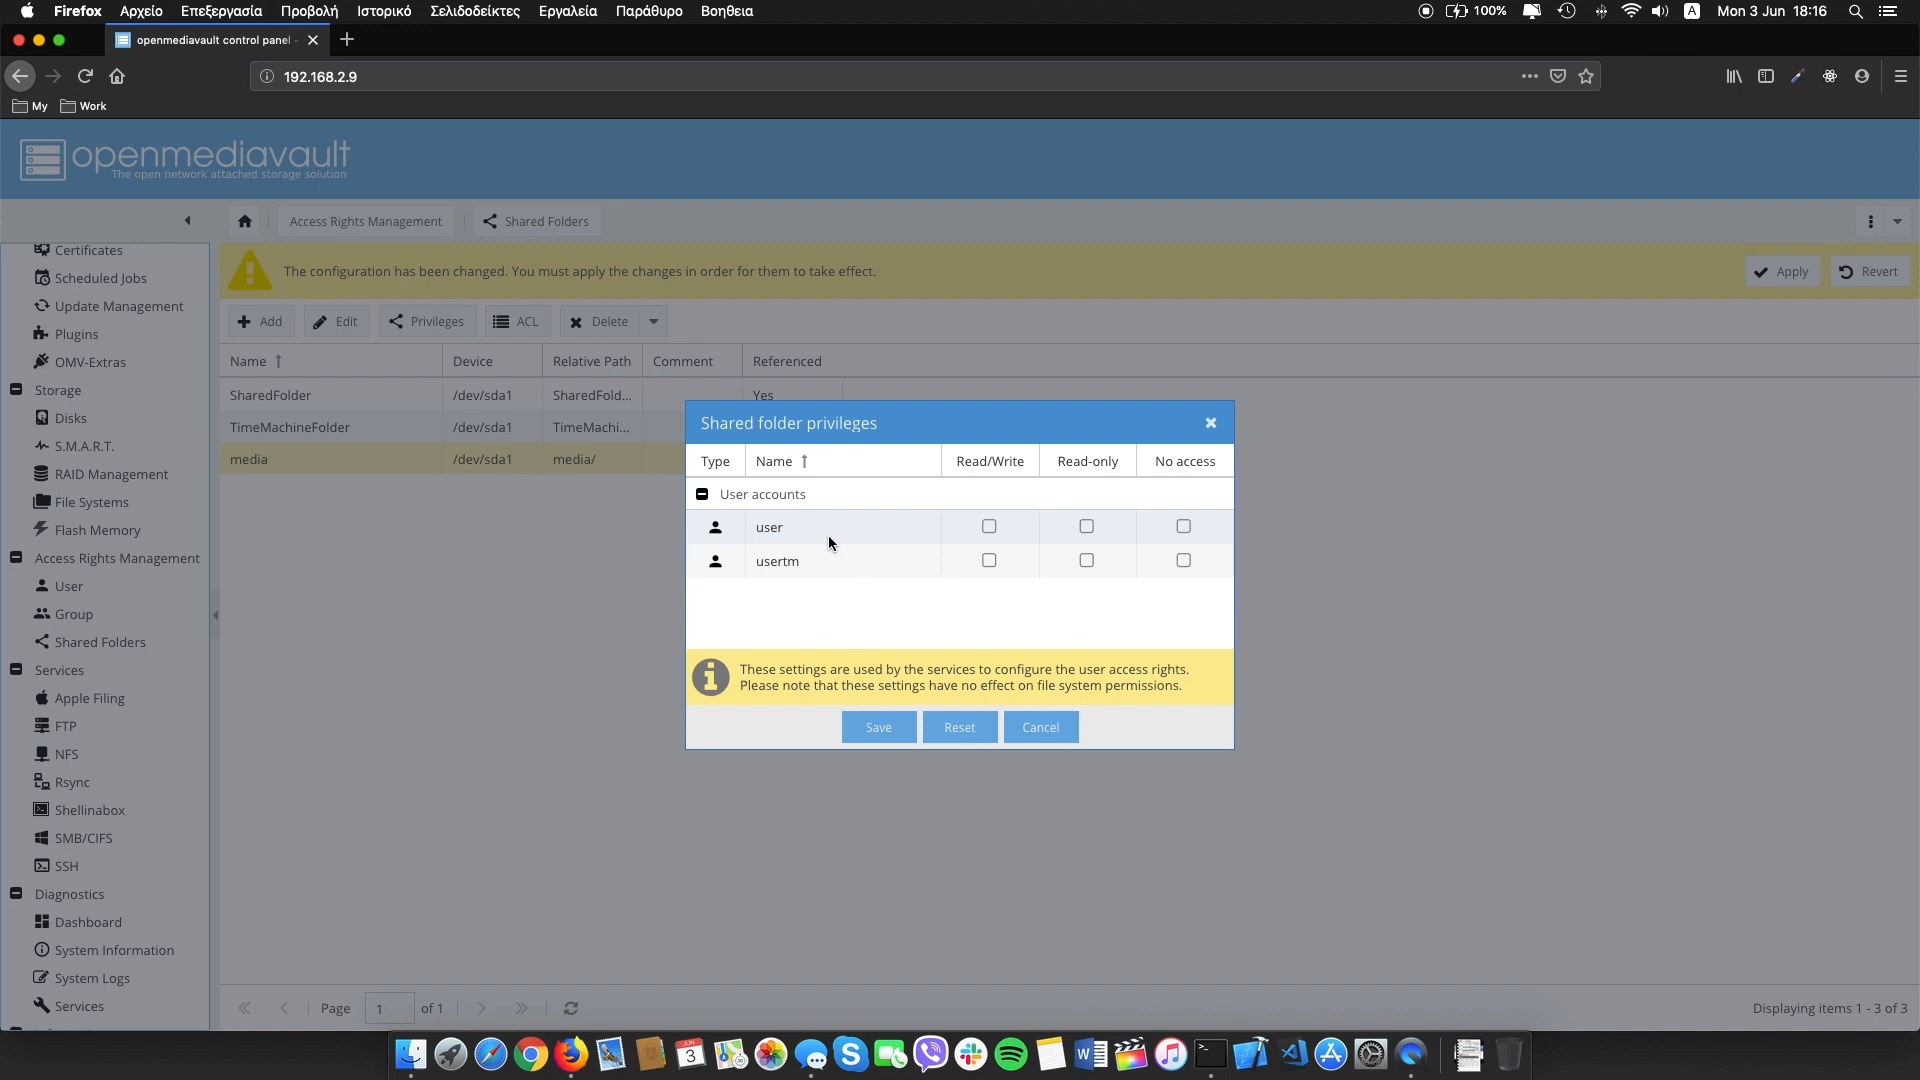 Firefox Αρχείο Επεξεργασία Προβολή Ιστορικό Σελιδοδείκτες Εργαλεία Παράθυρο Βοήθεια 100% A Mon 3 Jun 18:16
openmediavault control panel -
192.168.2.9
My Work
openmediavault
The open network attached storage solution
Access Rights Management Shared Folders
Certificates
Scheduled Jobs
Update Management
Plugins
OMV-Extras
Storage
Disks
S.M.A.R.T.
RAID Management
File Systems
Flash Memory
Access Rights Management
User
Group
Shared Folders
Services
Apple Filing
FTP
NFS
Rsync
Shellinabox
SMB/CIFS
SSH
Diagnostics
Dashboard
System Information
System Logs
Services
The configuration has been changed. You must apply the changes in order for them to take effect. Apply Revert
Add Edit Privileges ACL Delete
Name Device Relative Path Comment Referenced
SharedFolder /dev/sda1 SharedFold... Yes
TimeMachineFolder /dev/sda1 TimeMachi...
media /dev/sda1 media/
Shared folder privileges
Type Name Read/Write Read-only No access
User accounts
user
usertm
These settings are used by the services to configure the user access rights.
Please note that these settings have no effect on file system permissions.
Save Reset Cancel
Page 1 of 1 Displaying items 1 - 3 of 3
JUN
3